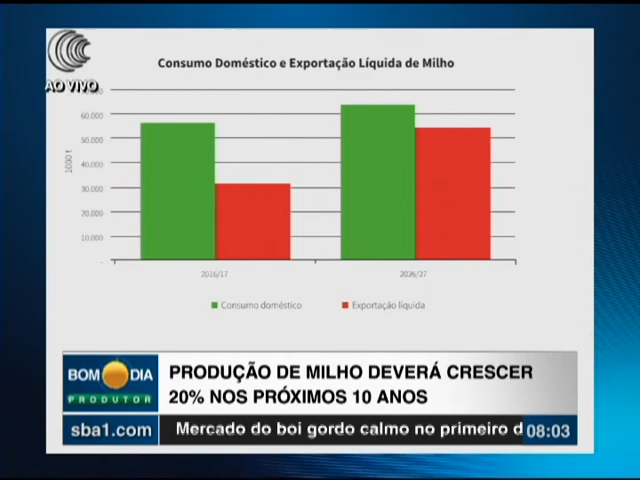 AO VIVO
Consumo Doméstico e Exportação Líquida de Milho
60.000
50.000
40.000
30.000
20.000
10.000
-
1000 t
2016/17
2026/27
Consumo doméstico
Exportação líquida
BOM DIA
PRODUTOR
PRODUÇÃO DE MILHO DEVERÁ CRESCER
20% NOS PRÓXIMOS 10 ANOS
sba1.com
Mercado do boi gordo calmo no primeiro d
08:03